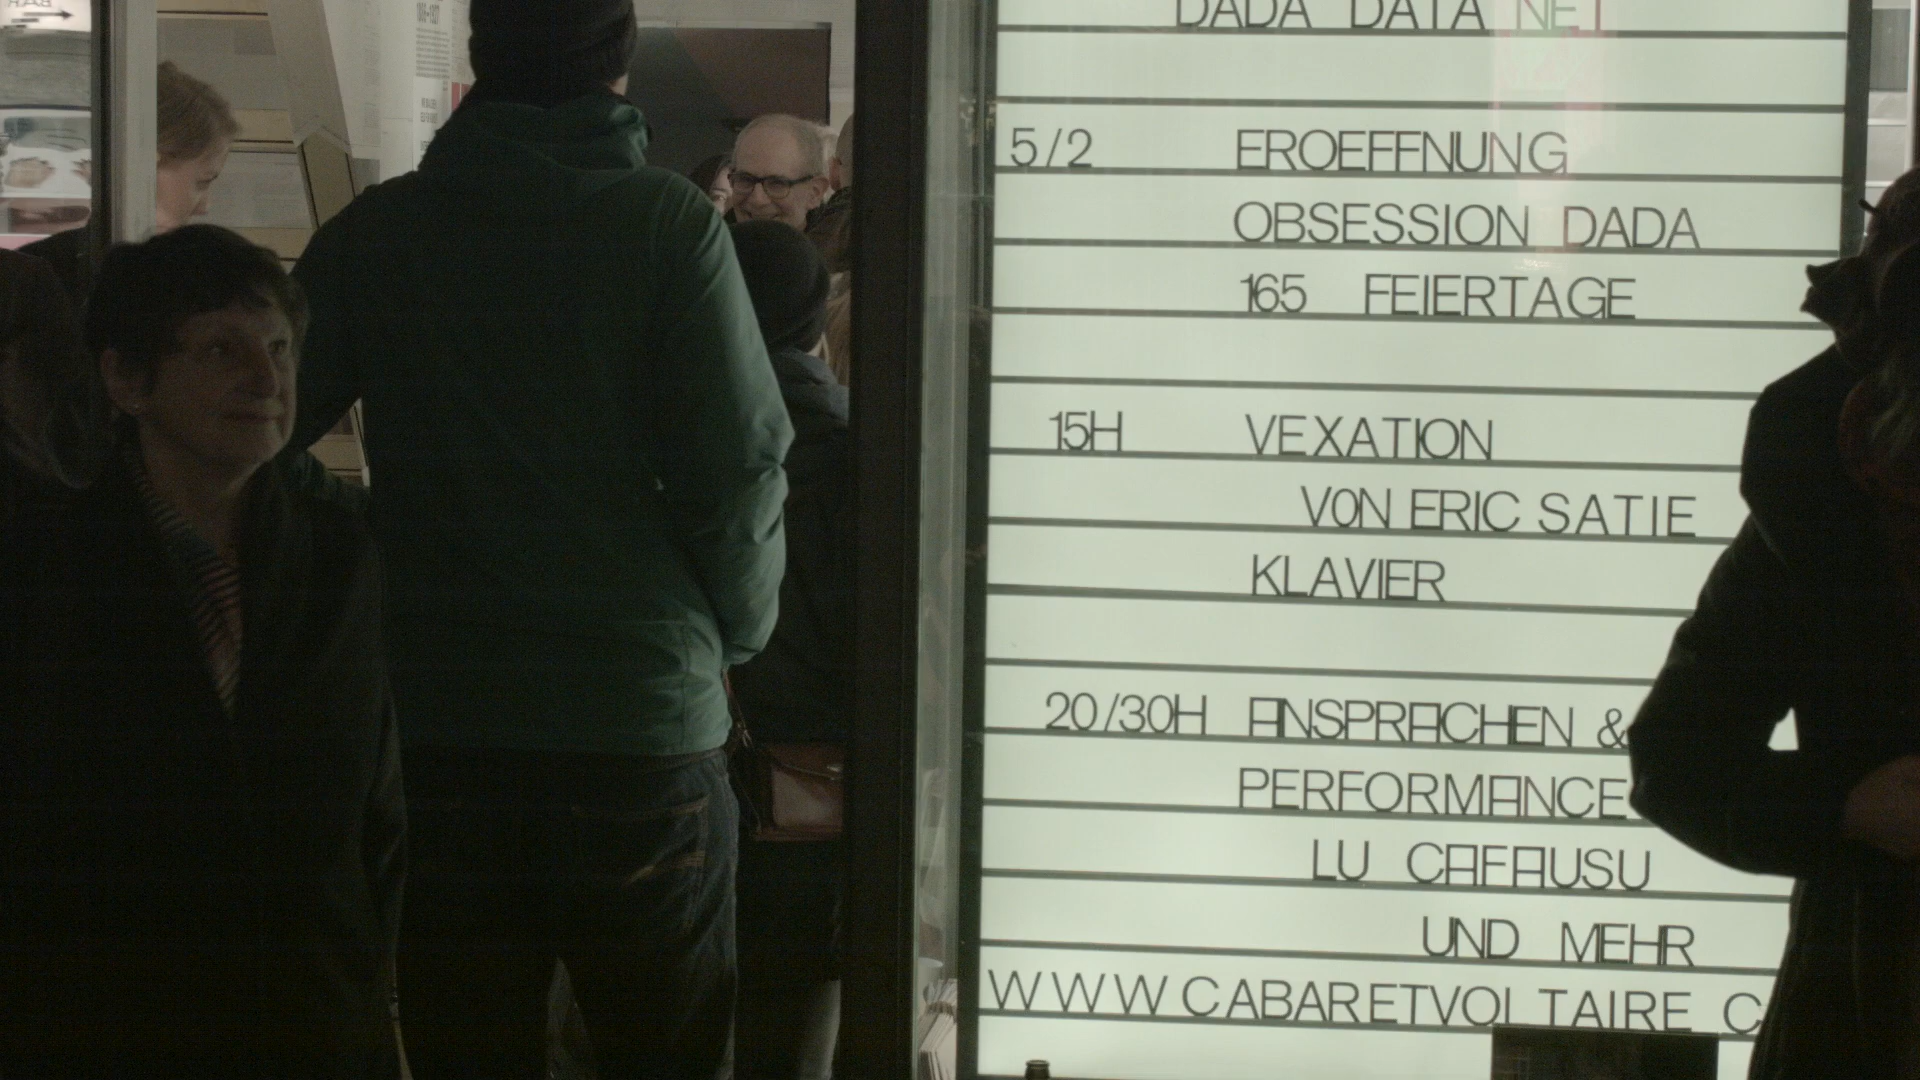 DADA DATA NET
5/2 EROEFFNUNG
OBSESSION DADA
165 FEIERTAGE
15H VEXATION
VON ERIC SATIE
KLAVIER
20/30H ANSPRACHEN &
PERFORMANCE
LU CAFAUSU
UND MEHR
WWW CABARETVOLTAIRE C